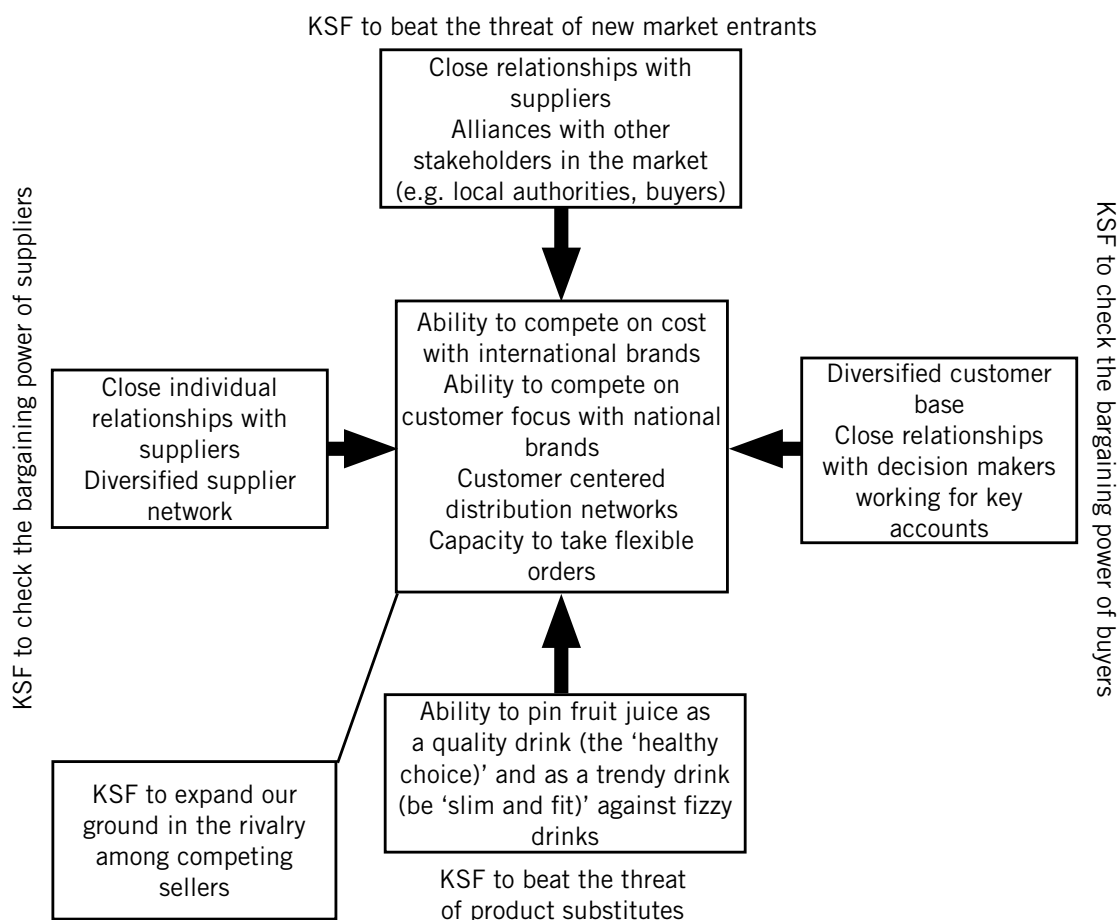 KSF to beat the threat of new market entrants
Close relationships with
suppliers
Alliances with other
stakeholders in the market
(e.g. local authorities, buyers)
KSF to check the bargaining power of suppliers
Close individual
relationships with
suppliers
Diversified supplier
network
Ability to compete on cost
with international brands
Ability to compete on
customer focus with national
brands
Customer centered
distribution networks
Capacity to take flexible
orders
Diversified customer
base
Close relationships
with decision makers
working for key
accounts
KSF to check the bargaining power of buyers
KSF to expand our
ground in the rivalry
among competing
sellers
Ability to pin fruit juice as
a quality drink (the ‘healthy
choice)’ and as a trendy drink
(be ‘slim and fit)’ against fizzy
drinks
KSF to beat the threat
of product substitutes